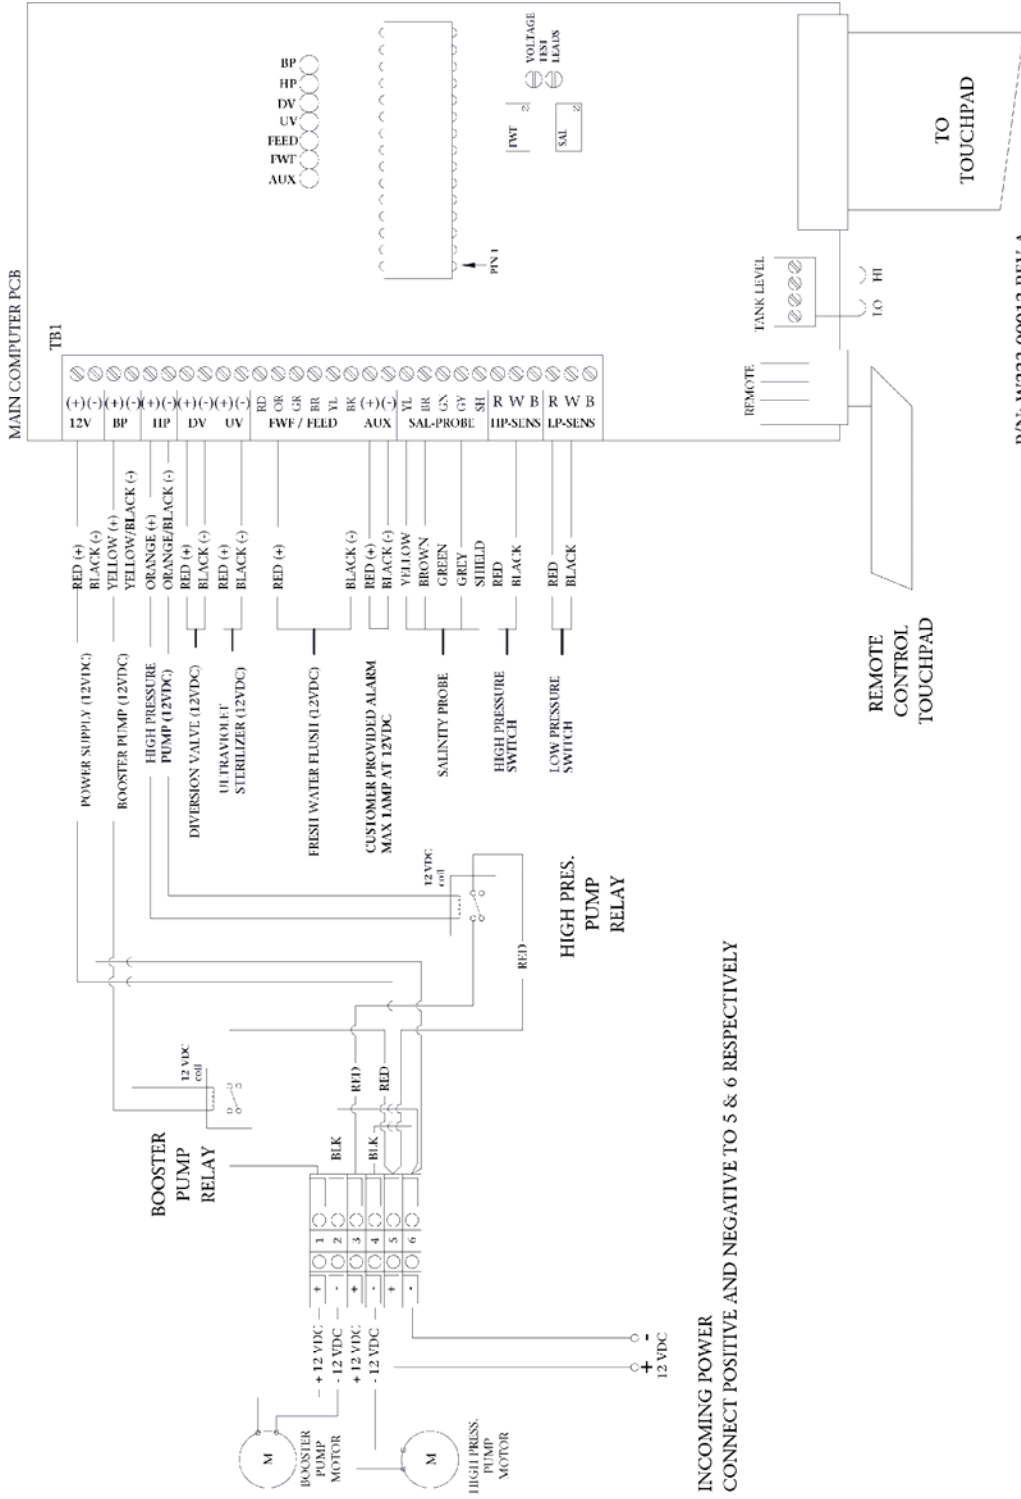 MAIN COMPUTER PCB
TB1
BP
HP
DV
UV
FEED
FWF
AUX
PIN 1
FWT
SAL
2
2
VOLTAGE
TEST
LEADS
TANK LEVEL
LO
HI
REMOTE
TO
TOUCHPAD
REMOTE
CONTROL
TOUCHPAD
(+) (-) (+) (-) (+) (-) (+) (-) (+) (-) RD OR GR BR YL BK (+) (-) YL BR GN GY SH R W B R W B
12V BP HP DV UV FWF / FEED AUX SAL-PROBE HP-SENS LP-SENS
RED (+)
BLACK (-)
YELLOW (+)
YELLOW/BLACK (-)
ORANGE (+)
ORANGE/BLACK (-)
RED (+)
BLACK (-)
RED (+)
BLACK (-)
RED (+)
BLACK (-)
RED (+)
BLACK (-)
YELLOW
BROWN
GREEN
GREY
SHIELD
RED
BLACK
RED
BLACK
POWER SUPPLY (12VDC)
BOOSTER PUMP (12VDC)
HIGH PRESSURE
PUMP (12VDC)
DIVERSION VALVE (12VDC)
ULTRAVIOLET
STERILIZER (12VDC)
FRESH WATER FLUSH (12VDC)
CUSTOMER PROVIDED ALARM
MAX 1AMP AT 12VDC
SALINITY PROBE
HIGH PRESSURE
SWITCH
LOW PRESSURE
SWITCH
12 VDC
coil
HIGH PRES.
PUMP
RELAY
RED
12 VDC
coil
BOOSTER
PUMP
RELAY
RED
RED
BLK
BLK
1 2 3 4 5 6
+ - + - + -
+ 12 VDC
- 12 VDC
+ 12 VDC
- 12 VDC
M
BOOSTER
PUMP
MOTOR
M
HIGH PRESS.
PUMP
MOTOR
+ -
12 VDC
INCOMING POWER
CONNECT POSITIVE AND NEGATIVE TO 5 & 6 RESPECTIVELY